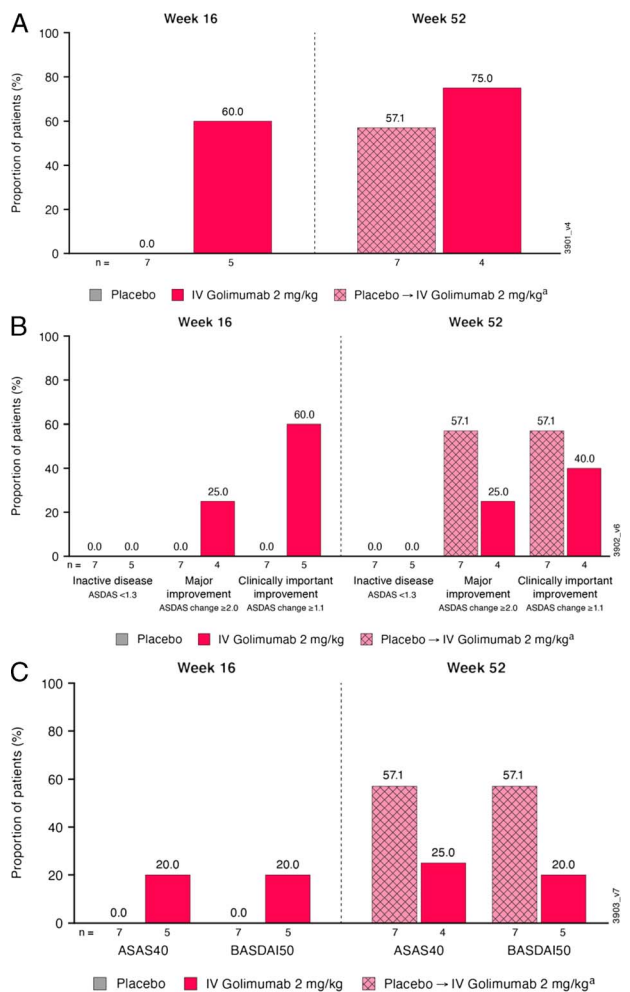 A
Week 16
Week 52
Proportion of patients (%)
100
80
60
40
20
0
0.0
60.0
57.1
75.0
n =
7
5
7
4
3901_v4
Placebo
IV Golimumab 2 mg/kg
Placebo → IV Golimumab 2 mg/kgª
B
Week 16
Week 52
Proportion of patients (%)
100
80
60
40
20
0
0.0
0.0
0.0
25.0
0.0
60.0
0.0
0.0
57.1
25.0
57.1
40.0
n =
7
5
7
4
7
5
7
5
7
4
7
5
3902_v6
Inactive disease
ASDAS <1.3
Major
improvement
ASDAS change ≥2.0
Clinically important
improvement
ASDAS change ≥1.1
Inactive disease
ASDAS <1.3
Major
improvement
ASDAS change ≥2.0
Clinically important
improvement
ASDAS change ≥1.1
Placebo
IV Golimumab 2 mg/kg
Placebo → IV Golimumab 2 mg/kgª
C
Week 16
Week 52
Proportion of patients (%)
100
80
60
40
20
0
0.0
20.0
0.0
20.0
57.1
25.0
57.1
20.0
n =
7
5
7
5
7
4
7
5
3903_v7
ASAS40
BASDAI50
ASAS40
BASDAI50
Placebo
IV Golimumab 2 mg/kg
Placebo → IV Golimumab 2 mg/kgª